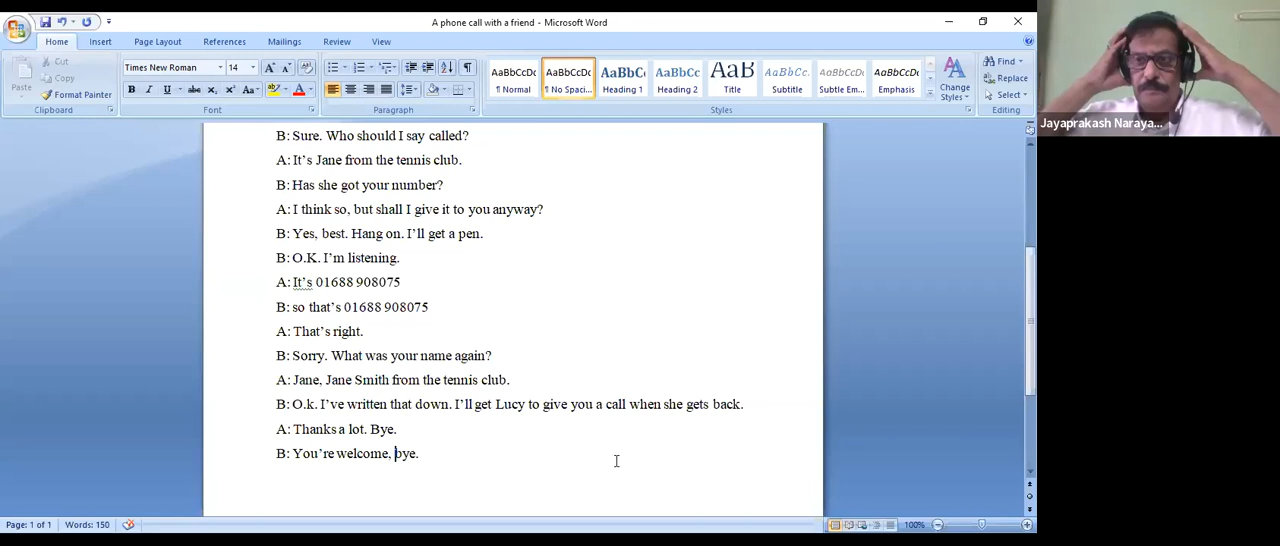 A phone call with a friend - Microsoft Word
Home Insert Page Layout References Mailings Review View
Cut
Copy
Format Painter
Paste
Clipboard
Times New Roman 14
Font
Paragraph
AaBbCcDc AaBbCcDc AaBbC AaBbCc AaB AaBbCc. AaBbCcDc AaBbCcDc
¶ Normal ¶ No Spaci... Heading 1 Heading 2 Title Subtitle Subtle Em... Emphasis
Change Styles
Styles
Find
Replace
Select
Editing
Jayaprakash Naraya...
B: Sure. Who should I say called?
A: It’s Jane from the tennis club.
B: Has she got your number?
A: I think so, but shall I give it to you anyway?
B: Yes, best. Hang on. I’ll get a pen.
B: O.K. I’m listening.
A: It’s 01688 908075
B: so that’s 01688 908075
A: That’s right.
B: Sorry. What was your name again?
A: Jane, Jane Smith from the tennis club.
B: O.k. I’ve written that down. I’ll get Lucy to give you a call when she gets back.
A: Thanks a lot. Bye.
B: You’re welcome, bye.
Page: 1 of 1 Words: 150 100%